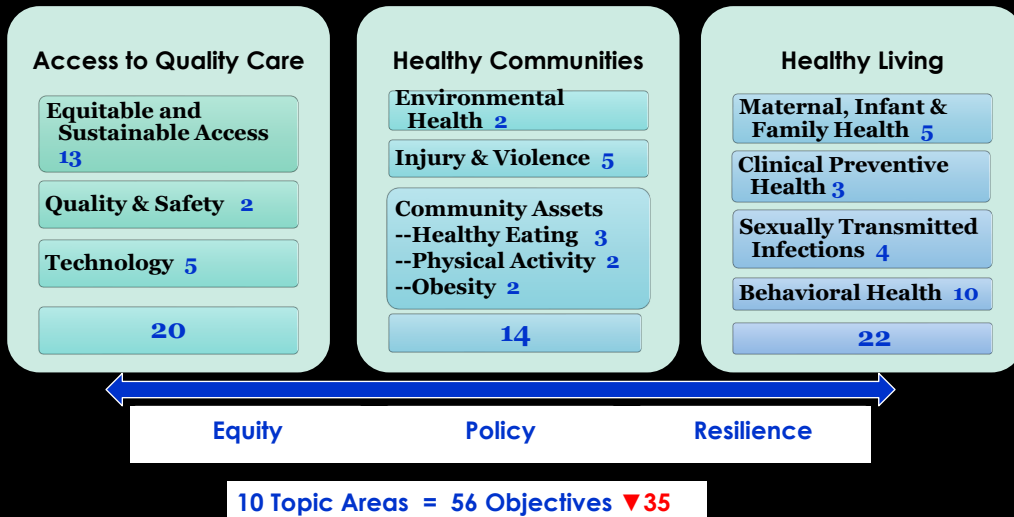 Access to Quality Care
Equitable and
Sustainable Access
13
Quality & Safety 2
Technology 5
20
Healthy Communities
Environmental
Health 2
Injury & Violence 5
Community Assets
--Healthy Eating 3
--Physical Activity 2
--Obesity 2
14
Healthy Living
Maternal, Infant &
Family Health 5
Clinical Preventive
Health 3
Sexually Transmitted
Infections 4
Behavioral Health 10
22
Equity Policy Resilience
10 Topic Areas = 56 Objectives ▼35